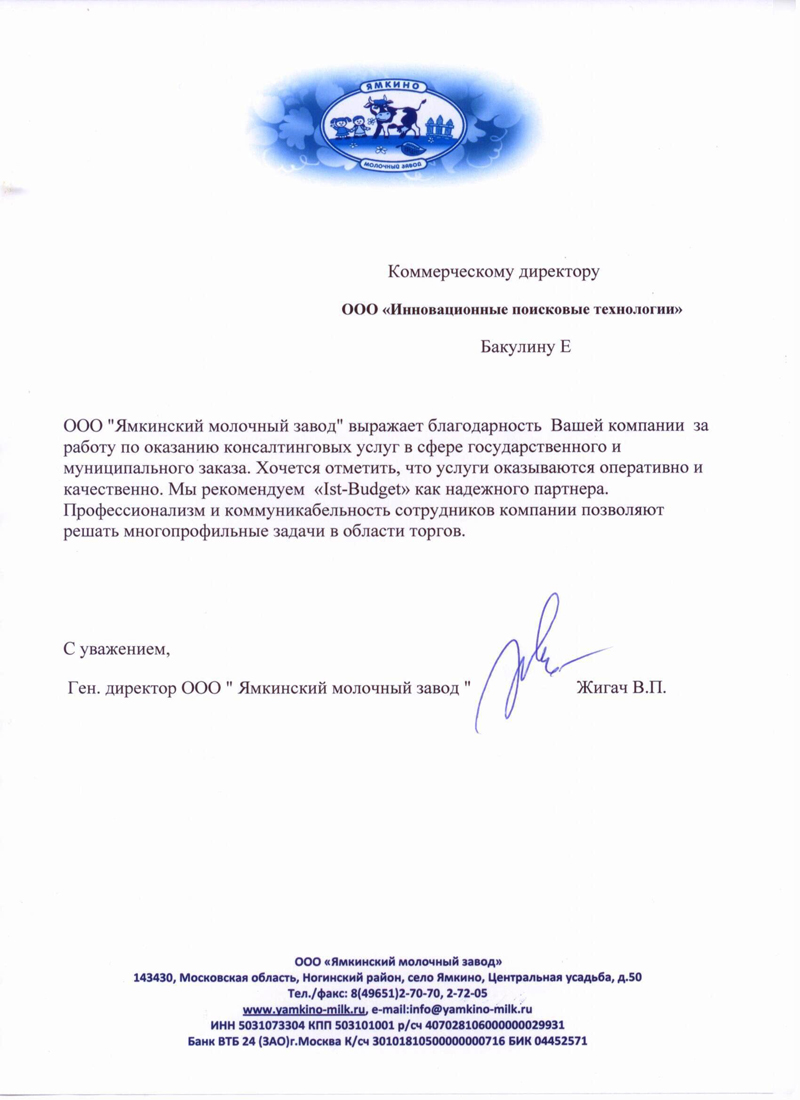 ЯМКИНО
МОЛОЧНЫЙ ЗАВОД
Коммерческому директору
ООО «Инновационные поисковые технологии»
Бакулину Е
ООО "Ямкинский молочный завод" выражает благодарность Вашей компании за
работу по оказанию консалтинговых услуг в сфере государственного и
муниципального заказа. Хочется отметить, что услуги оказываются оперативно и
качественно. Мы рекомендуем «Ist-Budget» как надежного партнера.
Профессионализм и коммуникабельность сотрудников компании позволяют
решать многопрофильные задачи в области торгов.
С уважением,
Ген. директор ООО " Ямкинский молочный завод " Жигач В.П.
ООО «Ямкинский молочный завод»
143430, Московская область, Ногинский район, село Ямкино, Центральная усадьба, д.50
Тел./факс: 8(49651)2-70-70, 2-72-05
www.yamkino-milk.ru, e-mail:info@yamkino-milk.ru
ИНН 5031073304 КПП 503101001 р/сч 407028106000000029931
Банк ВТБ 24 (ЗАО)г.Москва К/сч 30101810500000000716 БИК 04452571